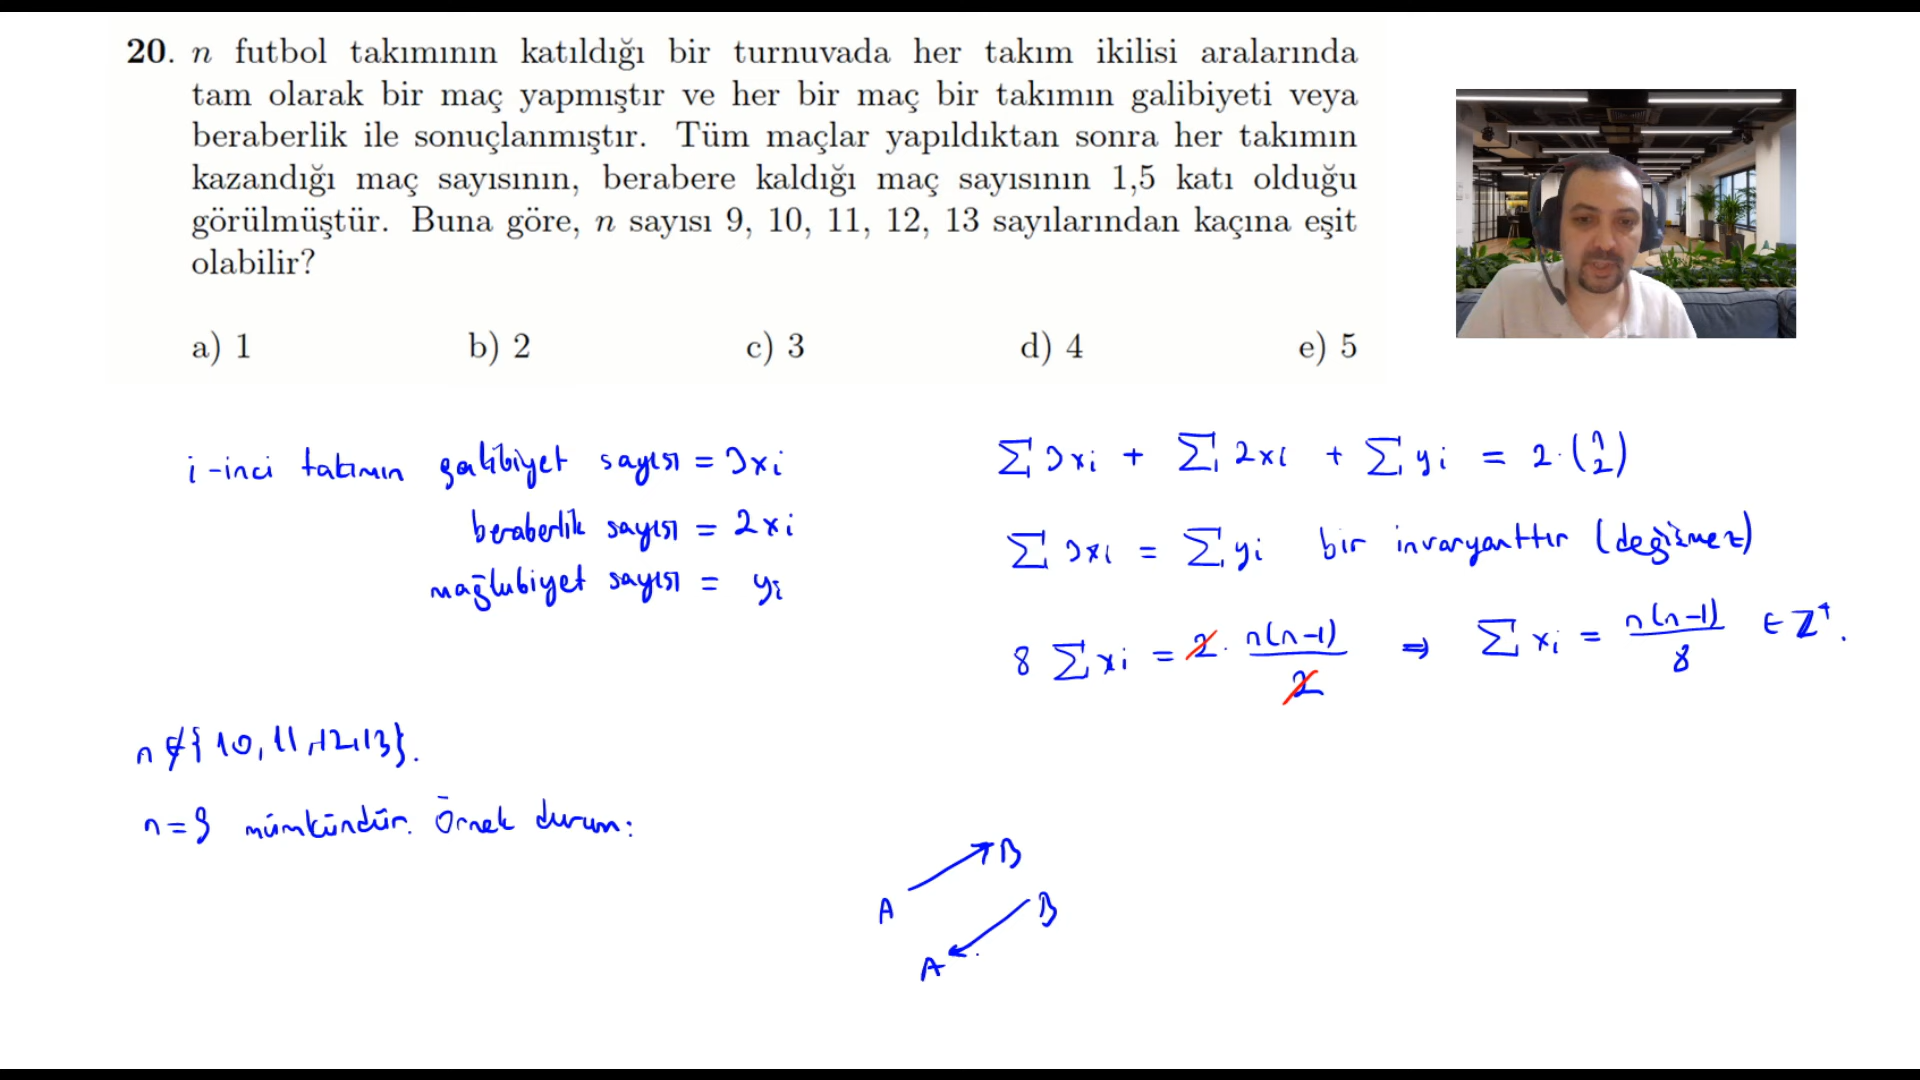 20. n futbol takımının katıldığı bir turnuvada her takım ikilisi aralarında
tam olarak bir maç yapmıştır ve her bir maç bir takımın galibiyeti veya
beraberlik ile sonuçlanmıştır. Tüm maçlar yapıldıktan sonra her takımın
kazandığı maç sayısının, berabere kaldığı maç sayısının 1,5 katı olduğu
görülmüştür. Buna göre, n sayısı 9, 10, 11, 12, 13 sayılarından kaçına eşit
olabilir?
a) 1 b) 2 c) 3 d) 4 e) 5
i-inci takımın galibiyet sayısı = 3xi
beraberlik sayısı = 2xi
mağlubiyet sayısı = yi
∑ 3xi + ∑ 2xi + ∑ yi = 2·(n 2)
∑ 3xi = ∑ yi bir invaryanttır (değişmez)
8 ∑ xi = 2· n(n-1)/2 ⇒ ∑ xi = n(n-1)/8 ∈ Z⁺.
n ∉ {10, 11, 12, 13}.
n = 9 mümkündür. Örnek durum:
A → B
A ← B